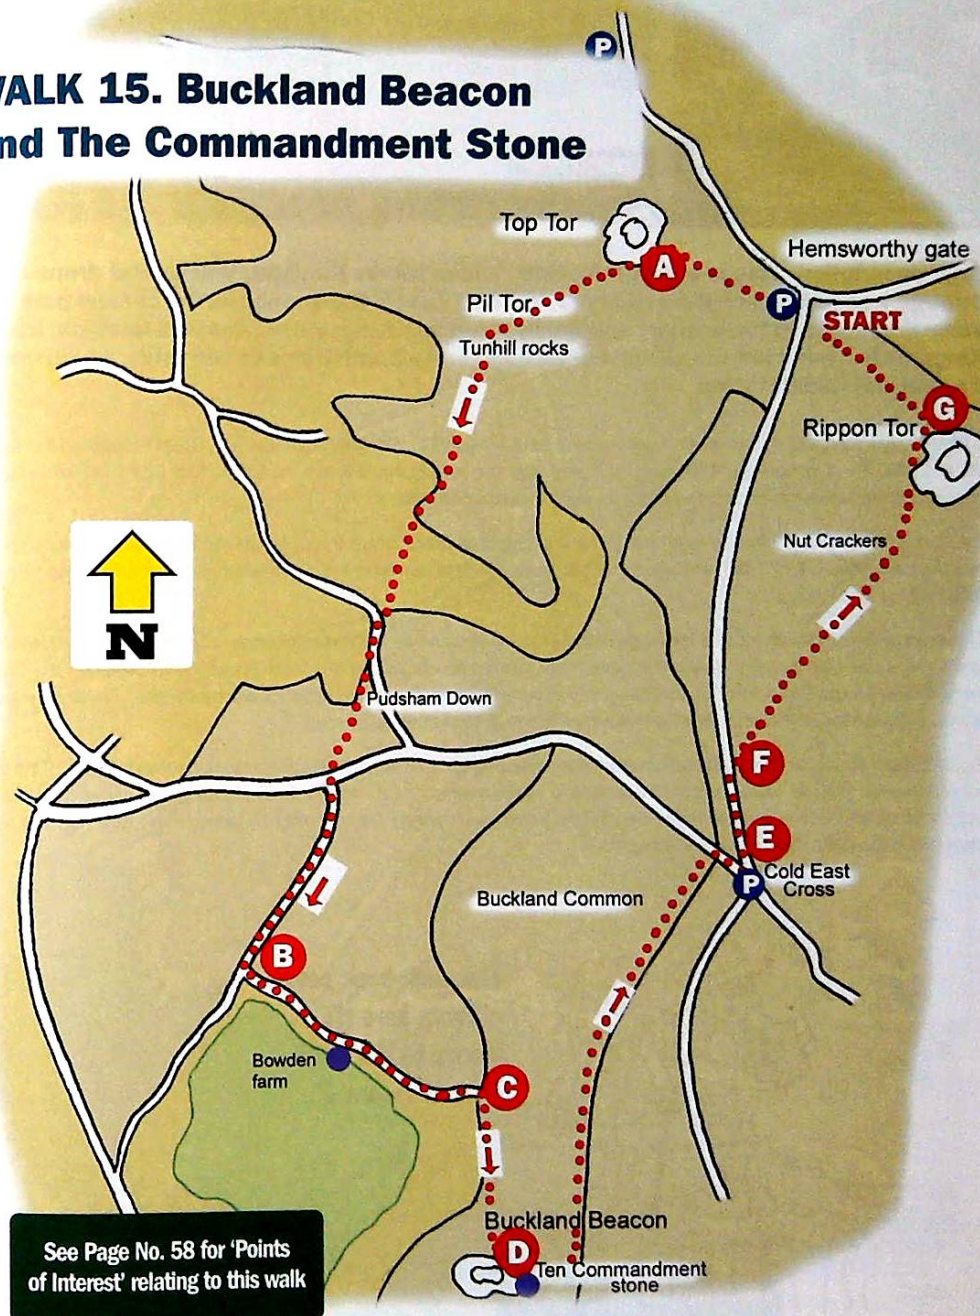 P
WALK 15. Buckland Beacon
and The Commandment Stone
Top Tor
Hemsworthy gate
A
Pil Tor
P
START
Tunhill rocks
G
Rippon Tor
Nut Crackers
N
Pudsham Down
F
E
P
Cold East
Cross
Buckland Common
B
Bowden
farm
C
Buckland Beacon
D
Ten Commandment
stone
See Page No. 58 for ‘Points
of Interest’ relating to this walk